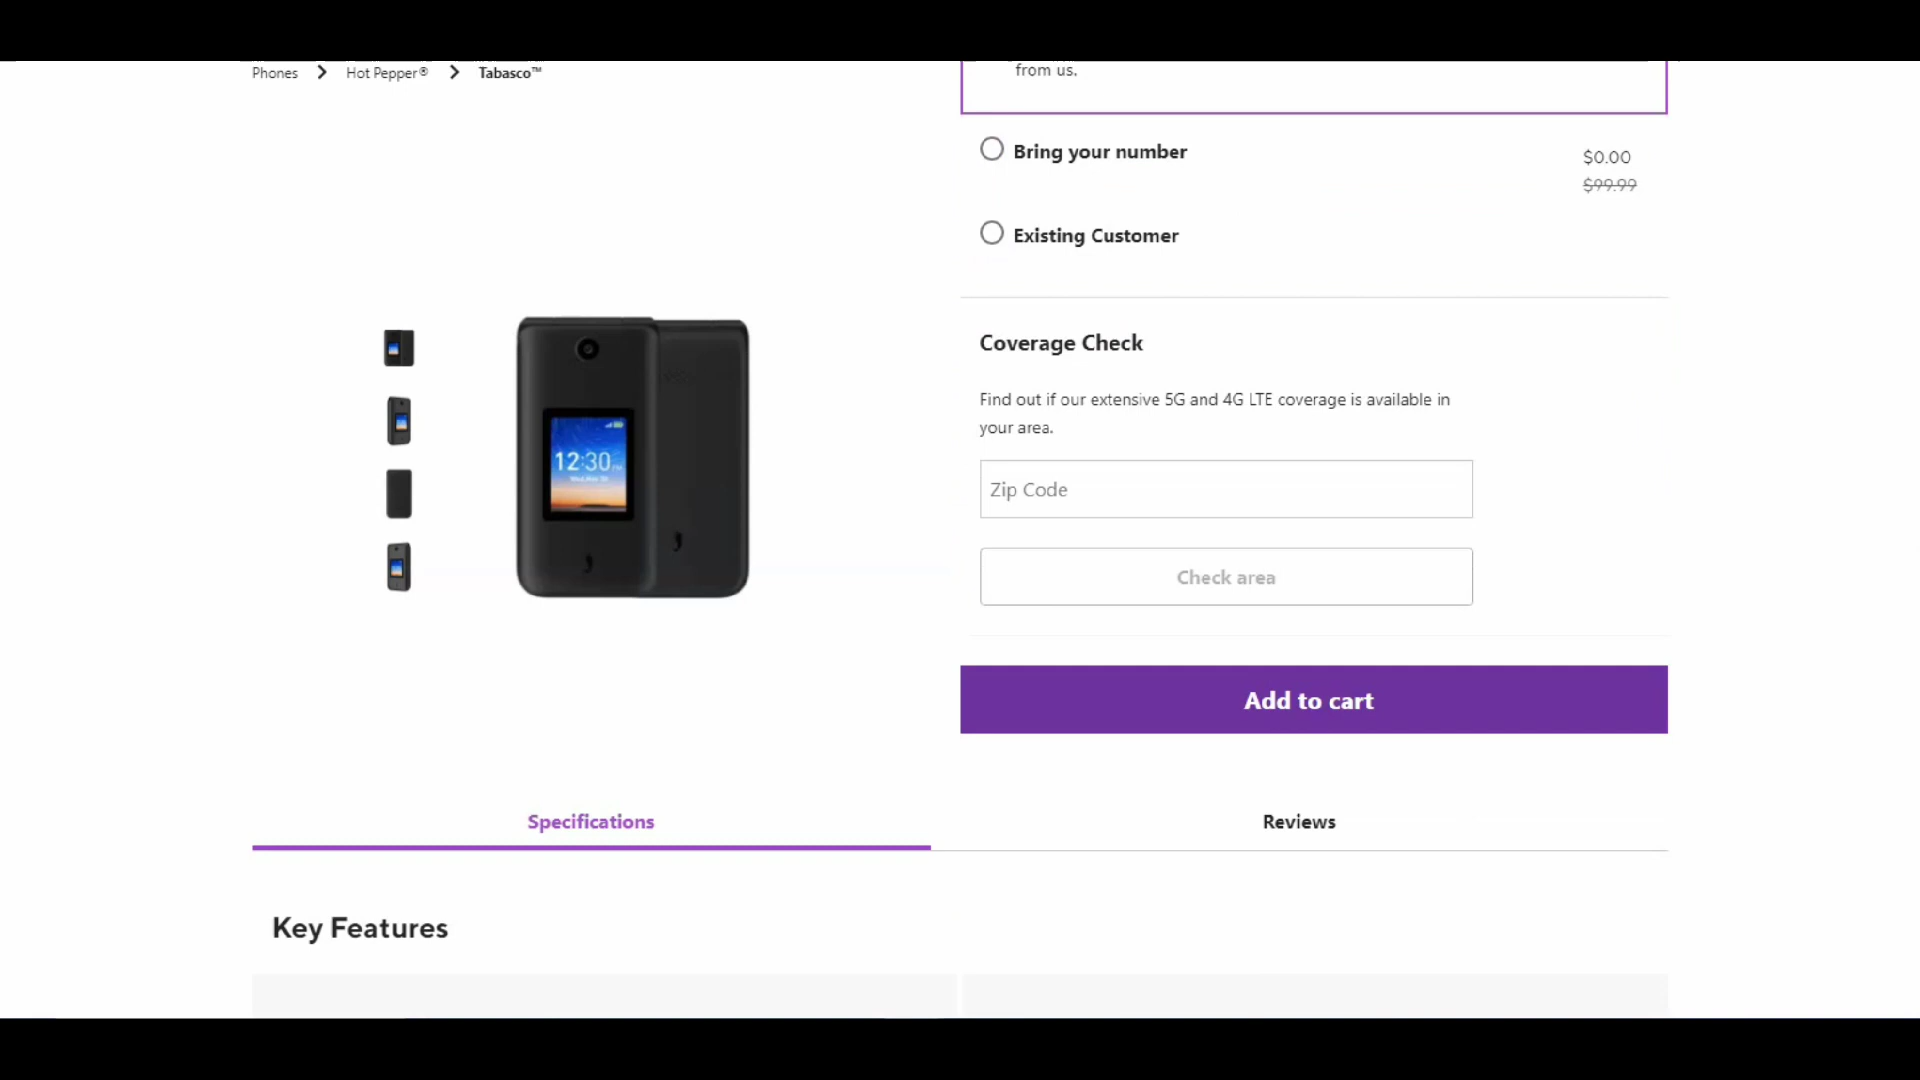 Phones
Hot Pepper®
Tabasco™
from us.
Bring your number
$0.00
$99.99
Existing Customer
Coverage Check
Find out if our extensive 5G and 4G LTE coverage is available in
your area.
Zip Code
Check area
Add to cart
12:30
Specifications
Reviews
Key Features